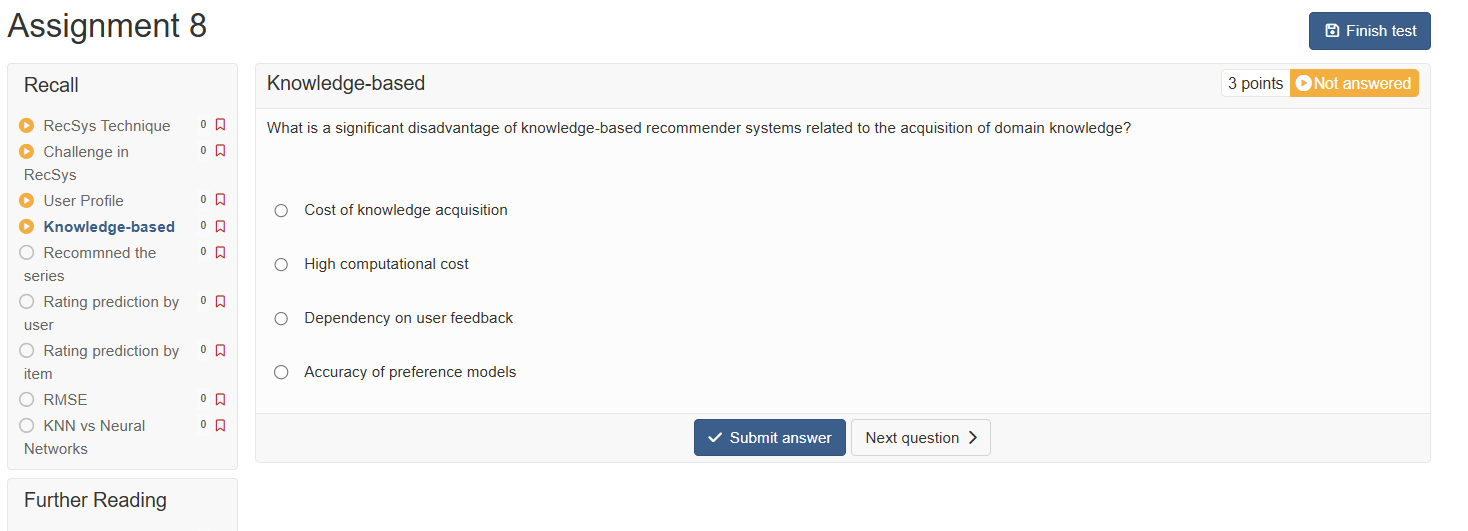 Assignment 8
Finish test
Recall
RecSys Technique 0
Challenge in 0
RecSys
User Profile 0
Knowledge-based 0
Recommned the 0
series
Rating prediction by 0
user
Rating prediction by 0
item
RMSE 0
KNN vs Neural 0
Networks
Further Reading
Knowledge-based
3 points Not answered
What is a significant disadvantage of knowledge-based recommender systems related to the acquisition of domain knowledge?
Cost of knowledge acquisition
High computational cost
Dependency on user feedback
Accuracy of preference models
Submit answer
Next question